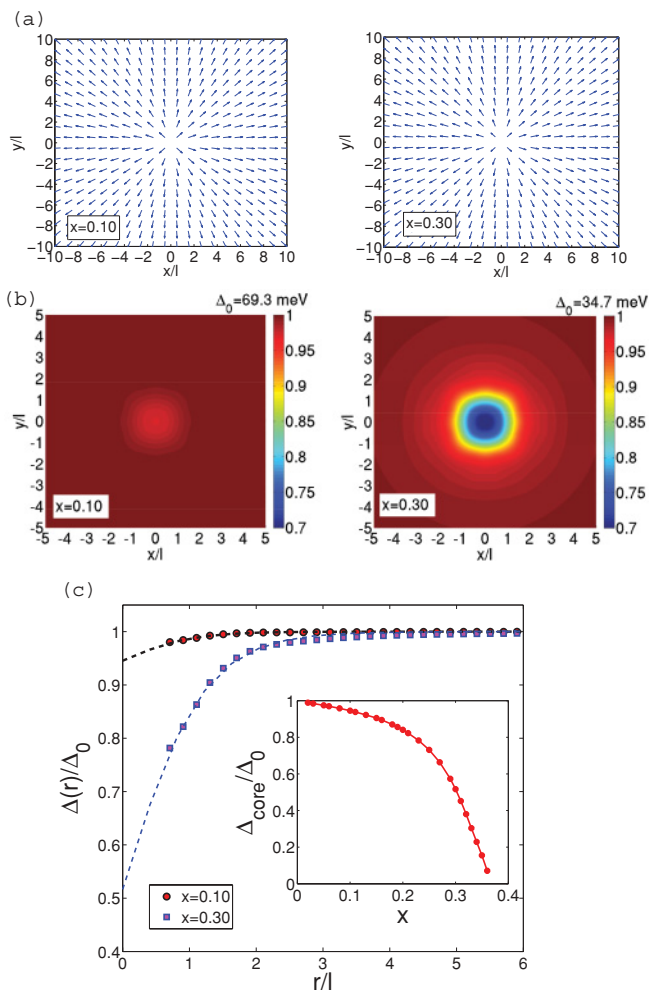 (a)
10
8
6
4
2
0
−2
−4
−6
−8
−10
y/l
−10 −8 −6 −4 −2 0 2 4 6 8 10
x/l
x=0.10
10
8
6
4
2
0
−2
−4
−6
−8
−10
y/l
−10 −8 −6 −4 −2 0 2 4 6 8 10
x/l
x=0.30
(b)
Δ0=69.3 meV
5
4
3
2
1
0
-1
-2
-3
-4
-5
y/l
-5 -4 -3 -2 -1 0 1 2 3 4 5
x/l
x=0.10
1
0.95
0.9
0.85
0.8
0.75
0.7
Δ0=34.7 meV
5
4
3
2
1
0
-1
-2
-3
-4
-5
y/l
-5 -4 -3 -2 -1 0 1 2 3 4 5
x/l
x=0.30
1
0.95
0.9
0.85
0.8
0.75
0.7
(c)
1
0.9
0.8
0.7
0.6
0.5
0.4
Δ(r)/Δ0
0 1 2 3 4 5 6
r/l
x=0.10
x=0.30
1
0.8
0.6
0.4
0.2
0
Δcore/Δ0
0 0.1 0.2 0.3 0.4
x